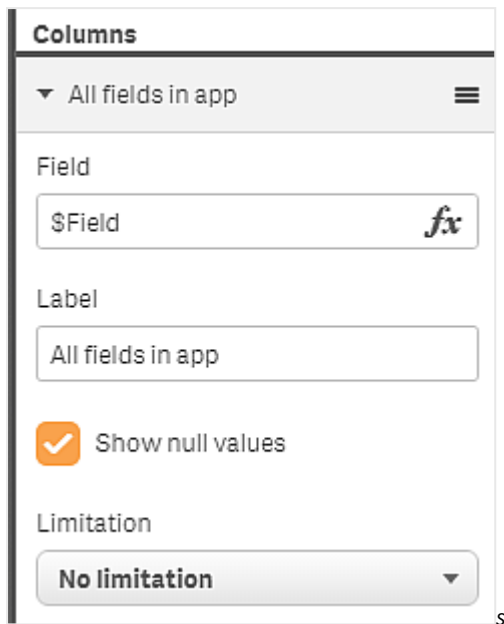 Columns
All fields in app
Field
$Field fx
Label
All fields in app
Show null values
Limitation
No limitation
s